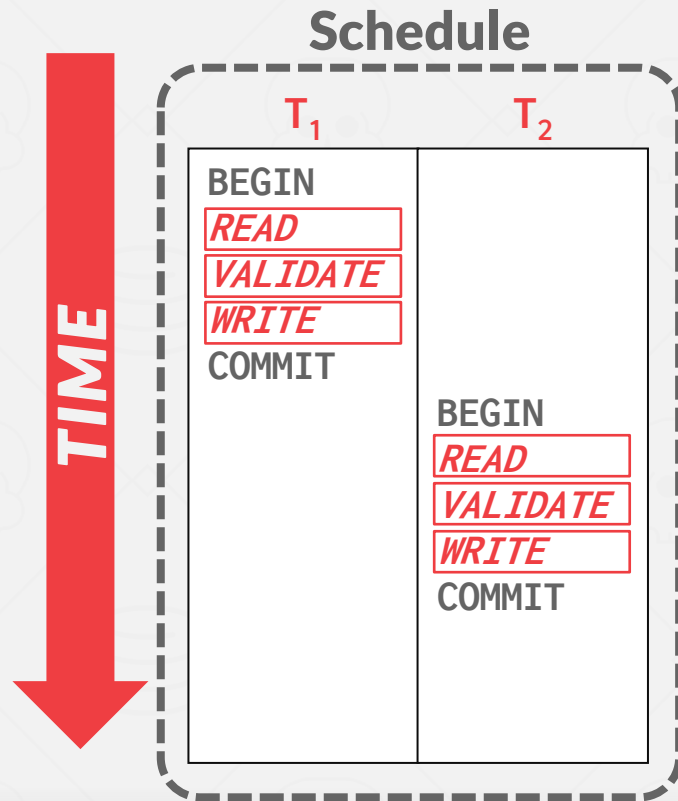 Schedule
TIME
T1 T2
BEGIN
READ
VALIDATE
WRITE
COMMIT
BEGIN
READ
VALIDATE
WRITE
COMMIT